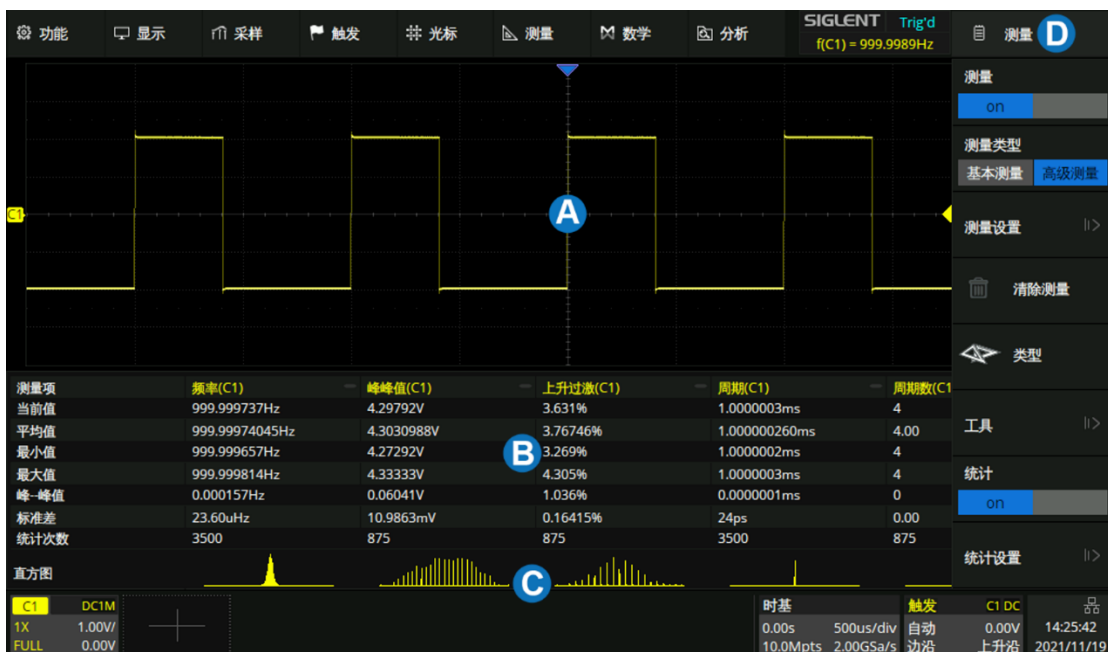 功能 显示 采样 触发 光标 测量 数学 分析 SIGLENT Trig'd
f(C1) = 999.9989Hz
测量 D
测量
on
测量类型
基本测量 高级测量
测量设置
清除测量
类型
工具
统计
on
统计设置
C1
A
测量项 频率(C1) 峰峰值(C1) 上升过激(C1) 周期(C1) 周期数(C1
当前值 999.999737Hz 4.29792V 3.631% 1.0000003ms 4
平均值 999.99974045Hz 4.3030988V 3.76746% 1.000000260ms 4.00
最小值 999.999657Hz 4.27292V B 3.269% 1.0000002ms 4
最大值 999.999814Hz 4.33333V 4.305% 1.0000003ms 4
峰--峰值 0.000157Hz 0.06041V 1.036% 0.0000001ms 0
标准差 23.60uHz 10.9863mV 0.16415% 24ps 0.00
统计次数 3500 875 875 3500 875
直方图 C
C1 DC1M
1X 1.00V/
FULL 0.00V
时基
0.00s 500us/div
10.0Mpts 2.00GSa/s
触发 C1 DC
自动 0.00V
边沿 上升沿
14:25:42
2021/11/19